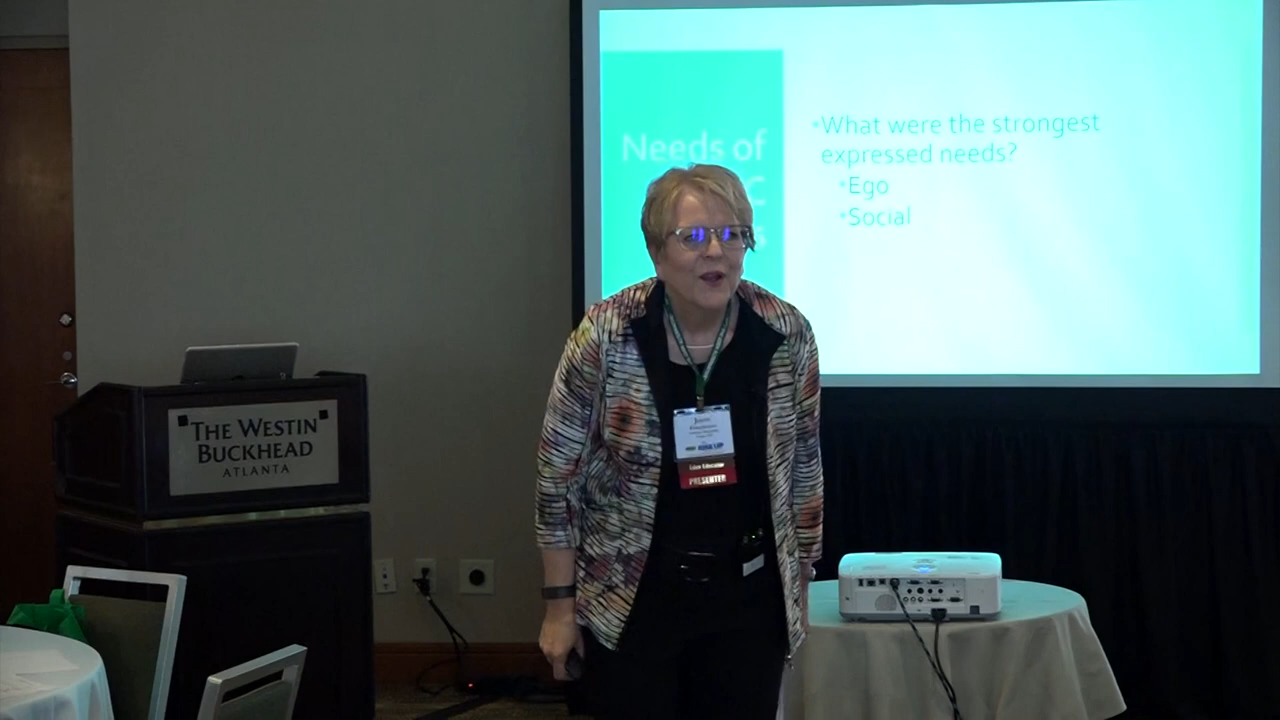 Needs of
C
What were the strongest
expressed needs?
Ego
Social
THE WESTIN
BUCKHEAD
ATLANTA
PRESENTER